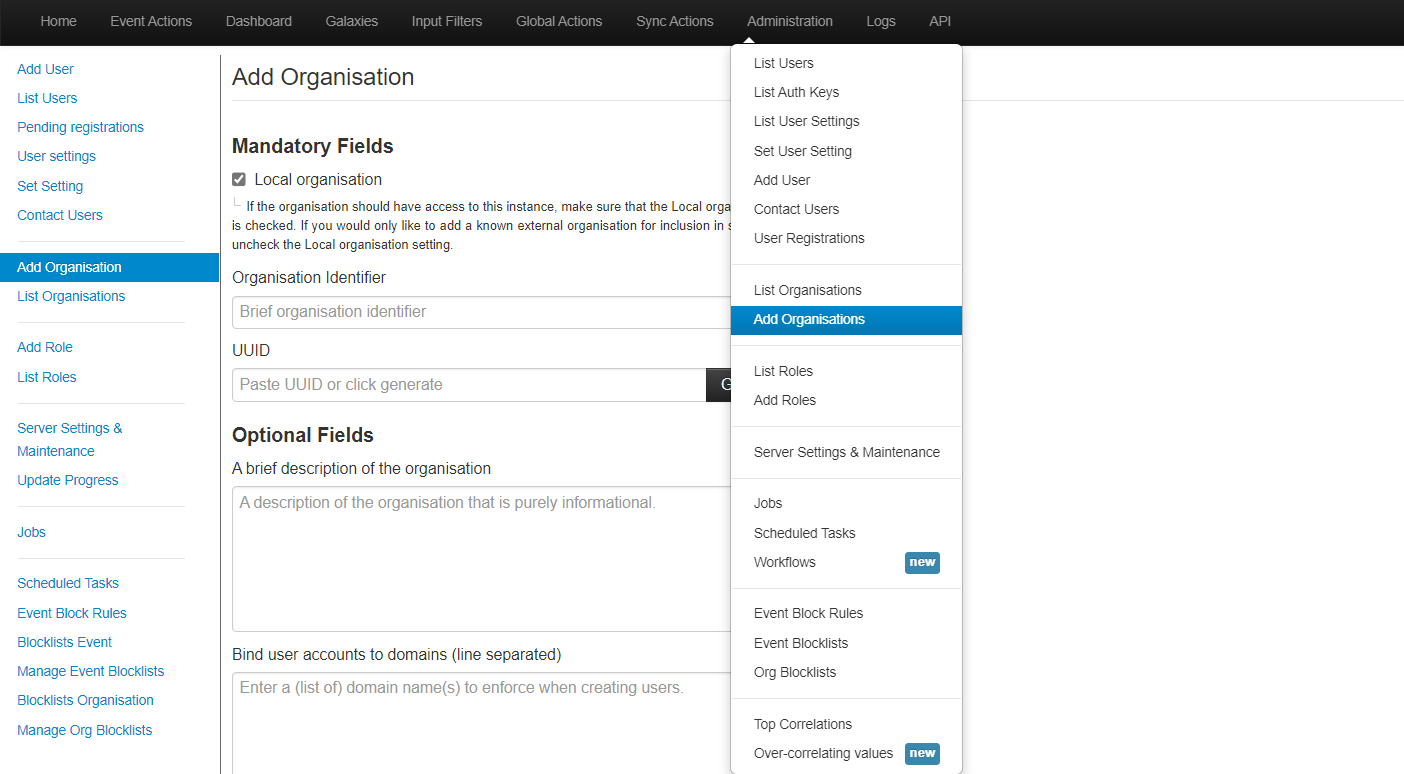 Home Event Actions Dashboard Galaxies Input Filters Global Actions Sync Actions Administration Logs API
Add User
List Users
Pending registrations
User settings
Set Setting
Contact Users
Add Organisation
List Organisations
Add Role
List Roles
Server Settings &
Maintenance
Update Progress
Jobs
Scheduled Tasks
Event Block Rules
Blocklists Event
Manage Event Blocklists
Blocklists Organisation
Manage Org Blocklists
Add Organisation
Mandatory Fields
Local organisation
If the organisation should have access to this instance, make sure that the Local orga
is checked. If you would only like to add a known external organisation for inclusion in s
uncheck the Local organisation setting.
Organisation Identifier
Brief organisation identifier
UUID
Paste UUID or click generate
G
Optional Fields
A brief description of the organisation
A description of the organisation that is purely informational.
Bind user accounts to domains (line separated)
Enter a (list of) domain name(s) to enforce when creating users.
List Users
List Auth Keys
List User Settings
Set User Setting
Add User
Contact Users
User Registrations
List Organisations
Add Organisations
List Roles
Add Roles
Server Settings & Maintenance
Jobs
Scheduled Tasks
Workflows new
Event Block Rules
Event Blocklists
Org Blocklists
Top Correlations
Over-correlating values new